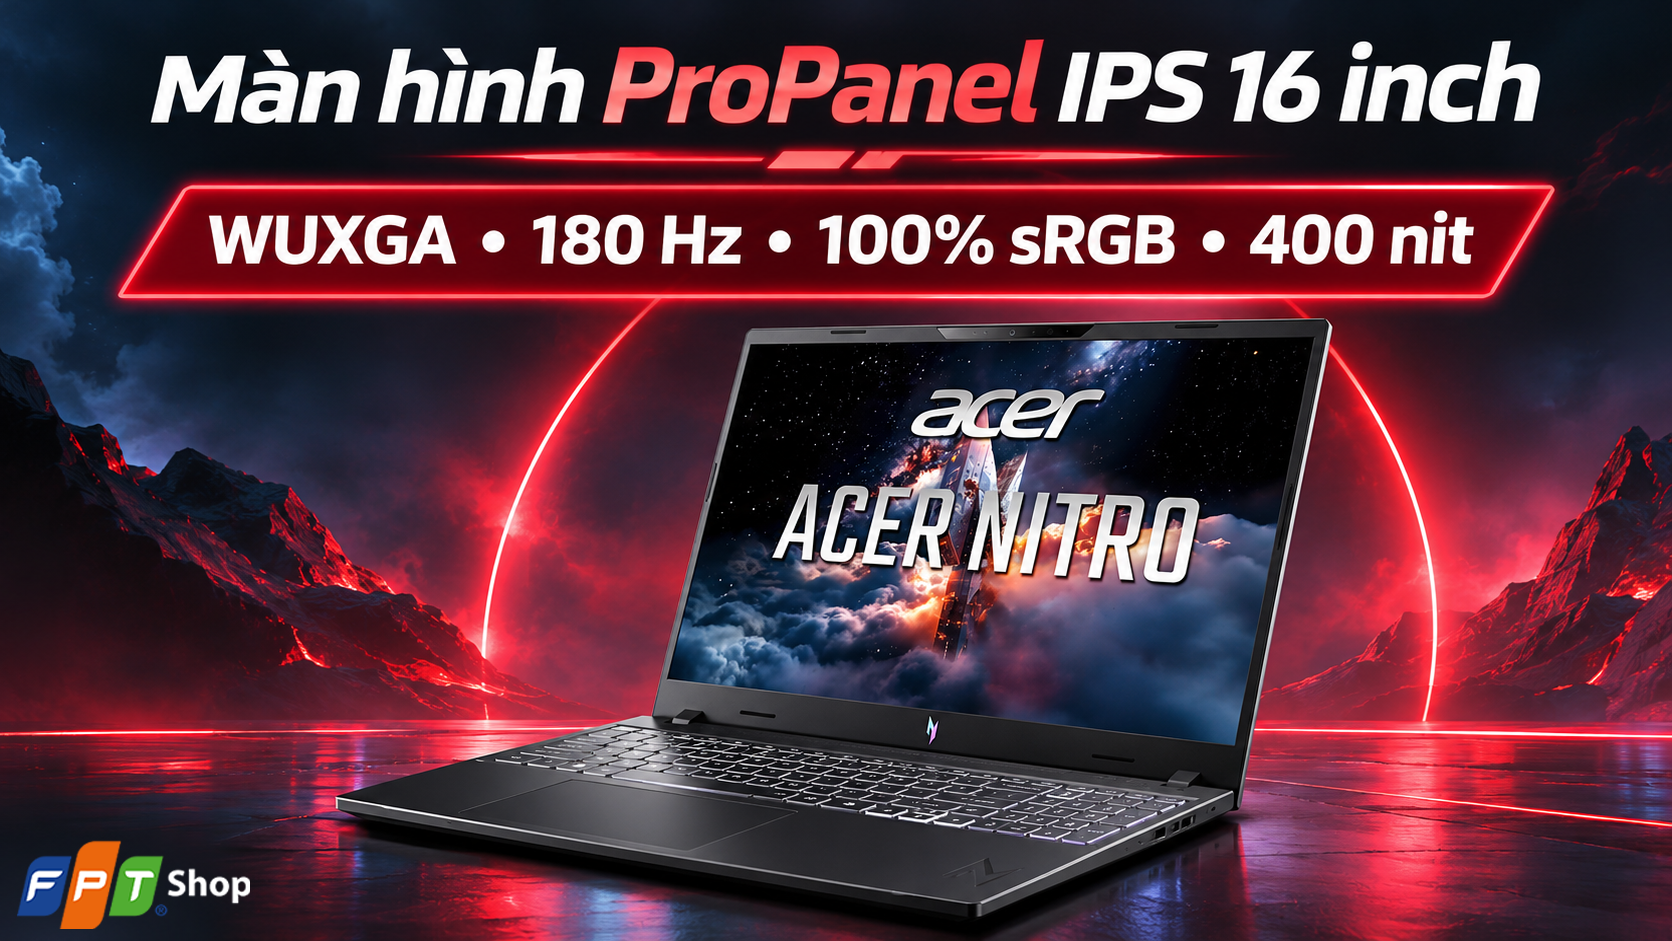 Màn hình ProPanel IPS 16 inch
WUXGA • 180 Hz • 100% sRGB • 400 nit
acer
ACER NITRO
FPT Shop